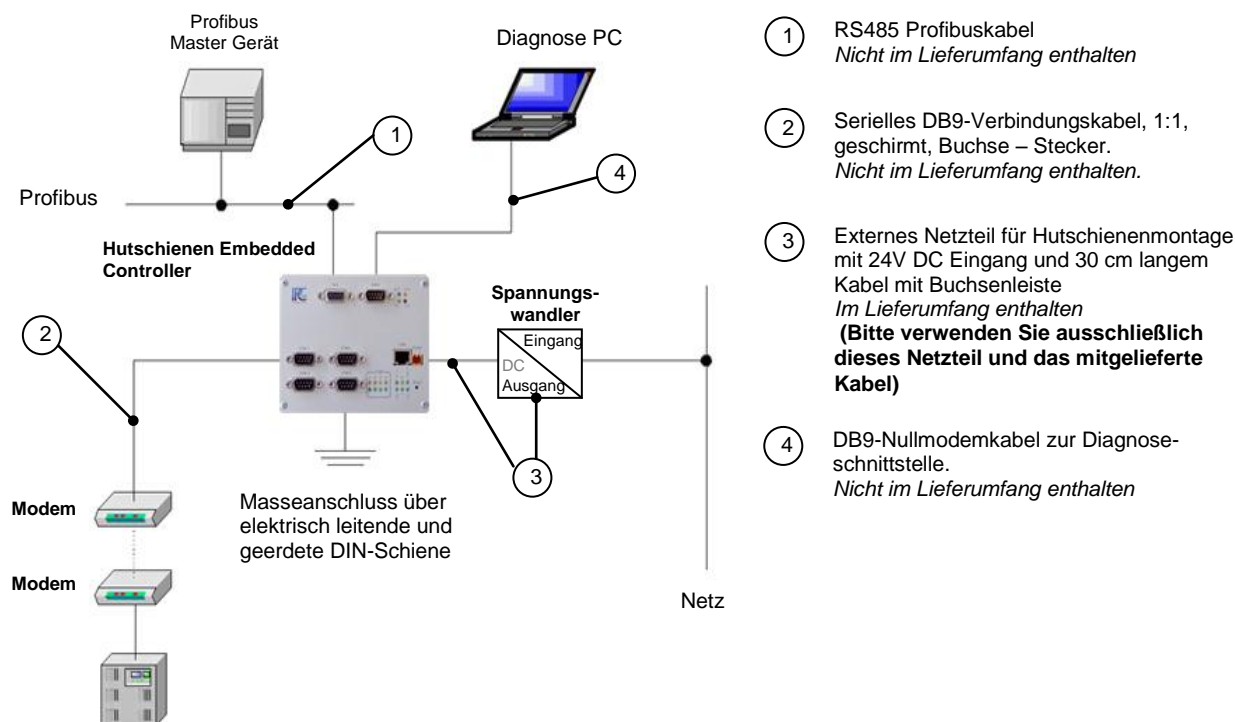 Profibus
Master Gerät
Diagnose PC
1
4
Profibus
Hutschienen Embedded
Controller
Spannungs-
wandler
Eingang
DC
Ausgang
2
3
Modem
Masseanschluss über
elektrisch leitende und
geerdete DIN-Schiene
Modem
Netz
1
RS485 Profibuskabel
Nicht im Lieferumfang enthalten
2
Serielles DB9-Verbindungskabel, 1:1,
geschirmt, Buchse – Stecker.
Nicht im Lieferumfang enthalten.
3
Externes Netzteil für Hutschienenmontage
mit 24V DC Eingang und 30 cm langem
Kabel mit Buchsenleiste
Im Lieferumfang enthalten
(Bitte verwenden Sie ausschließlich
dieses Netzteil und das mitgelieferte
Kabel)
4
DB9-Nullmodemkabel zur Diagnose-
schnittstelle.
Nicht im Lieferumfang enthalten